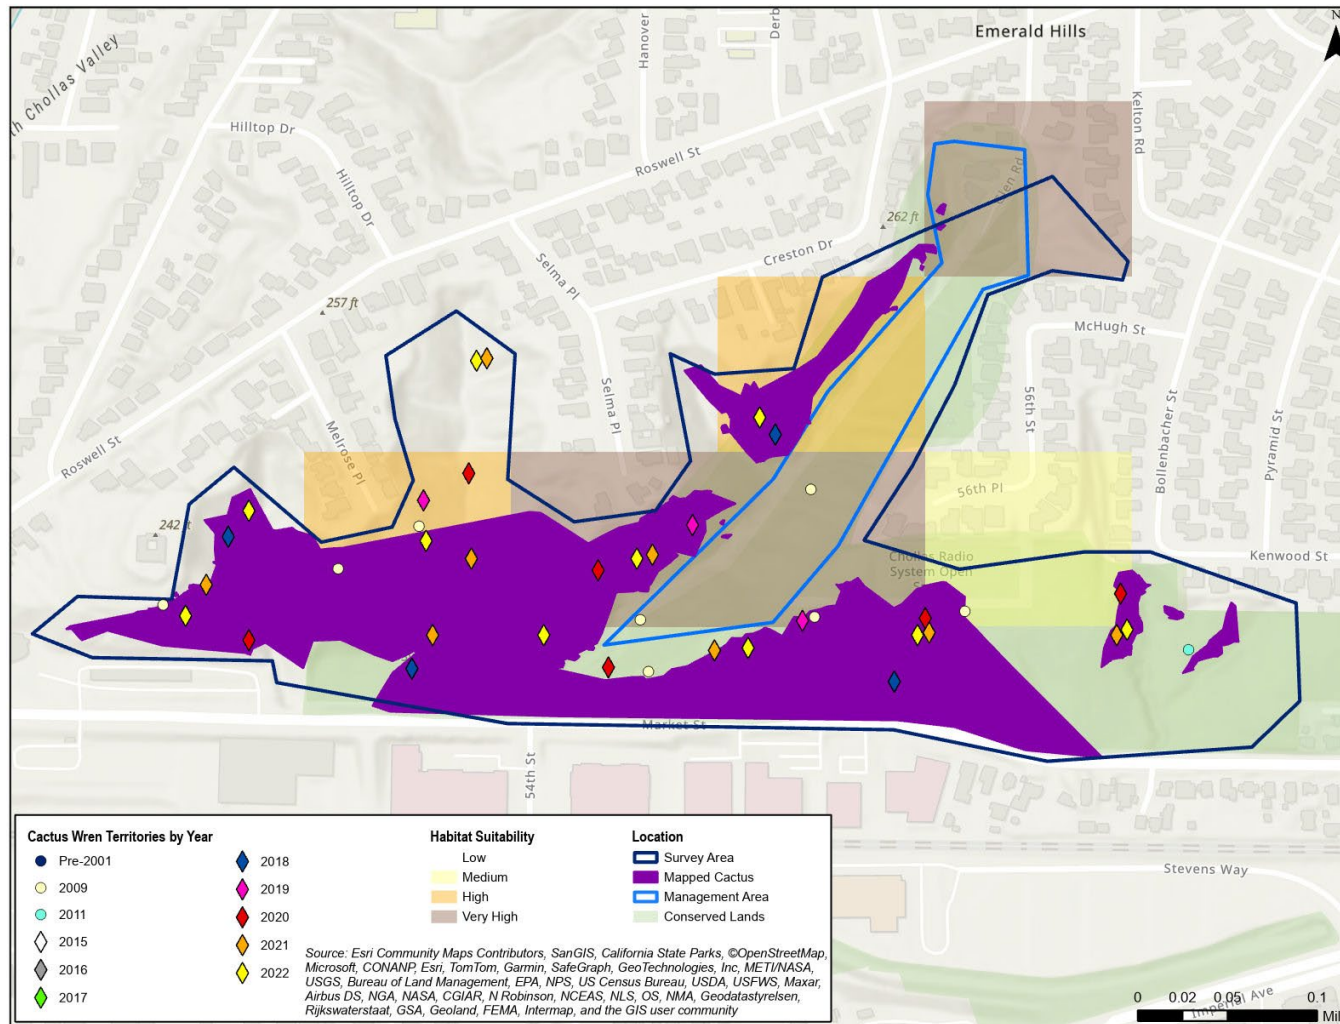 Emerald Hills
N
th Chollas Valley
Hanover
Derb
Kelton Rd
Hilltop Dr
Roswell St
Hilltop Dr
262 ft
Creston Dr
Selma Pl
257 ft
McHugh St
56th St
Selma Pl
Bollenbacher St
Pyramid St
Melrose Pl
Roswell St
56th Pl
242 ft
Chollas Radio
System Open
Kenwood St
Market St
54th St
Stevens Way
Imperial Ave
Cactus Wren Territories by Year
Pre-2001
2009
2011
2015
2016
2017
2018
2019
2020
2021
2022
Habitat Suitability
Low
Medium
High
Very High
Location
Survey Area
Mapped Cactus
Management Area
Conserved Lands
Source: Esri Community Maps Contributors, SanGIS, California State Parks, ©OpenStreetMap,
Microsoft, CONANP, Esri, TomTom, Garmin, SafeGraph, GeoTechnologies, Inc, METI/NASA,
USGS, Bureau of Land Management, EPA, NPS, US Census Bureau, USDA, USFWS, Maxar,
Airbus DS, NGA, NASA, CGIAR, N Robinson, NCEAS, NLS, OS, NMA, Geodatastyrelsen,
Rijkswaterstaat, GSA, Geoland, FEMA, Intermap, and the GIS user community
0 0.02 0.05 0.1
Mil